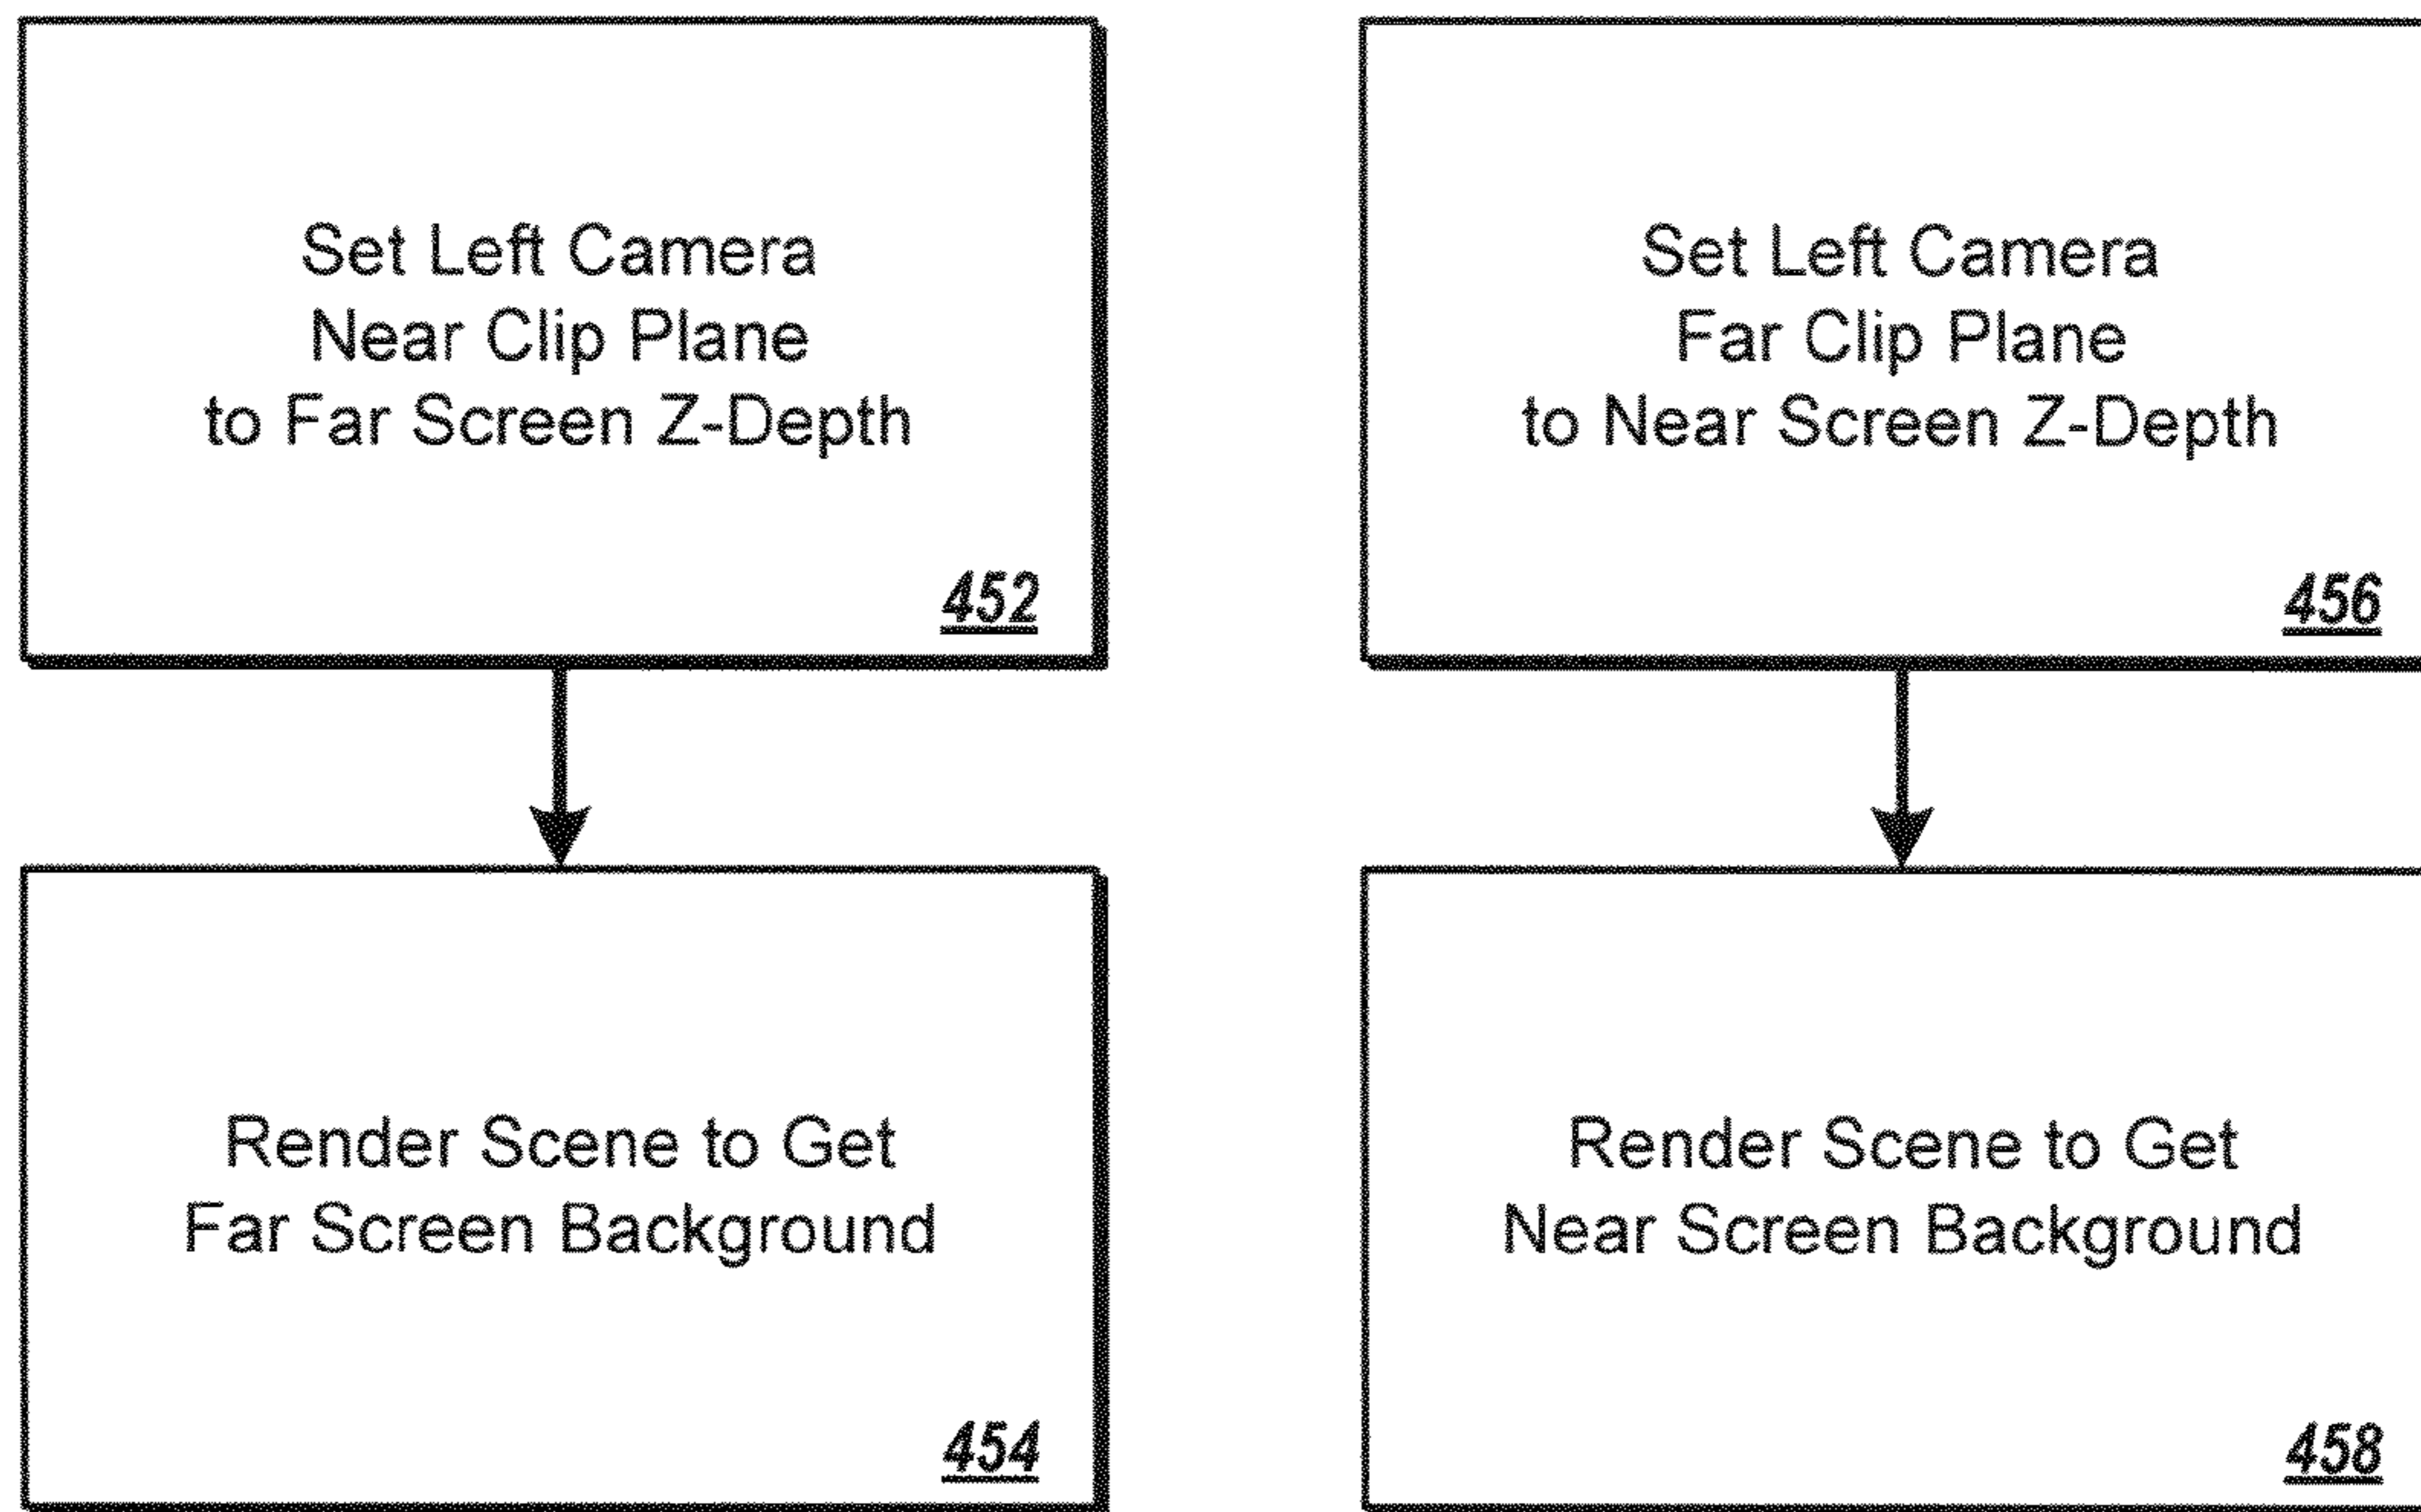 Set Left Camera
Near Clip Plane
to Far Screen Z-Depth
452
Render Scene to Get
Far Screen Background
454
Set Left Camera
Far Clip Plane
to Near Screen Z-Depth
456
Render Scene to Get
Near Screen Background
458